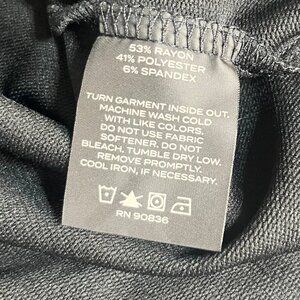 53% RAYON
41% POLYESTER
6% SPANDEX
TURN GARMENT INSIDE OUT.
MACHINE WASH COLD
WITH LIKE COLORS.
DO NOT USE FABRIC
SOFTENER. DO NOT
BLEACH. TUMBLE DRY LOW.
REMOVE PROMPTLY.
COOL IRON, IF NECESSARY.
RN 90836